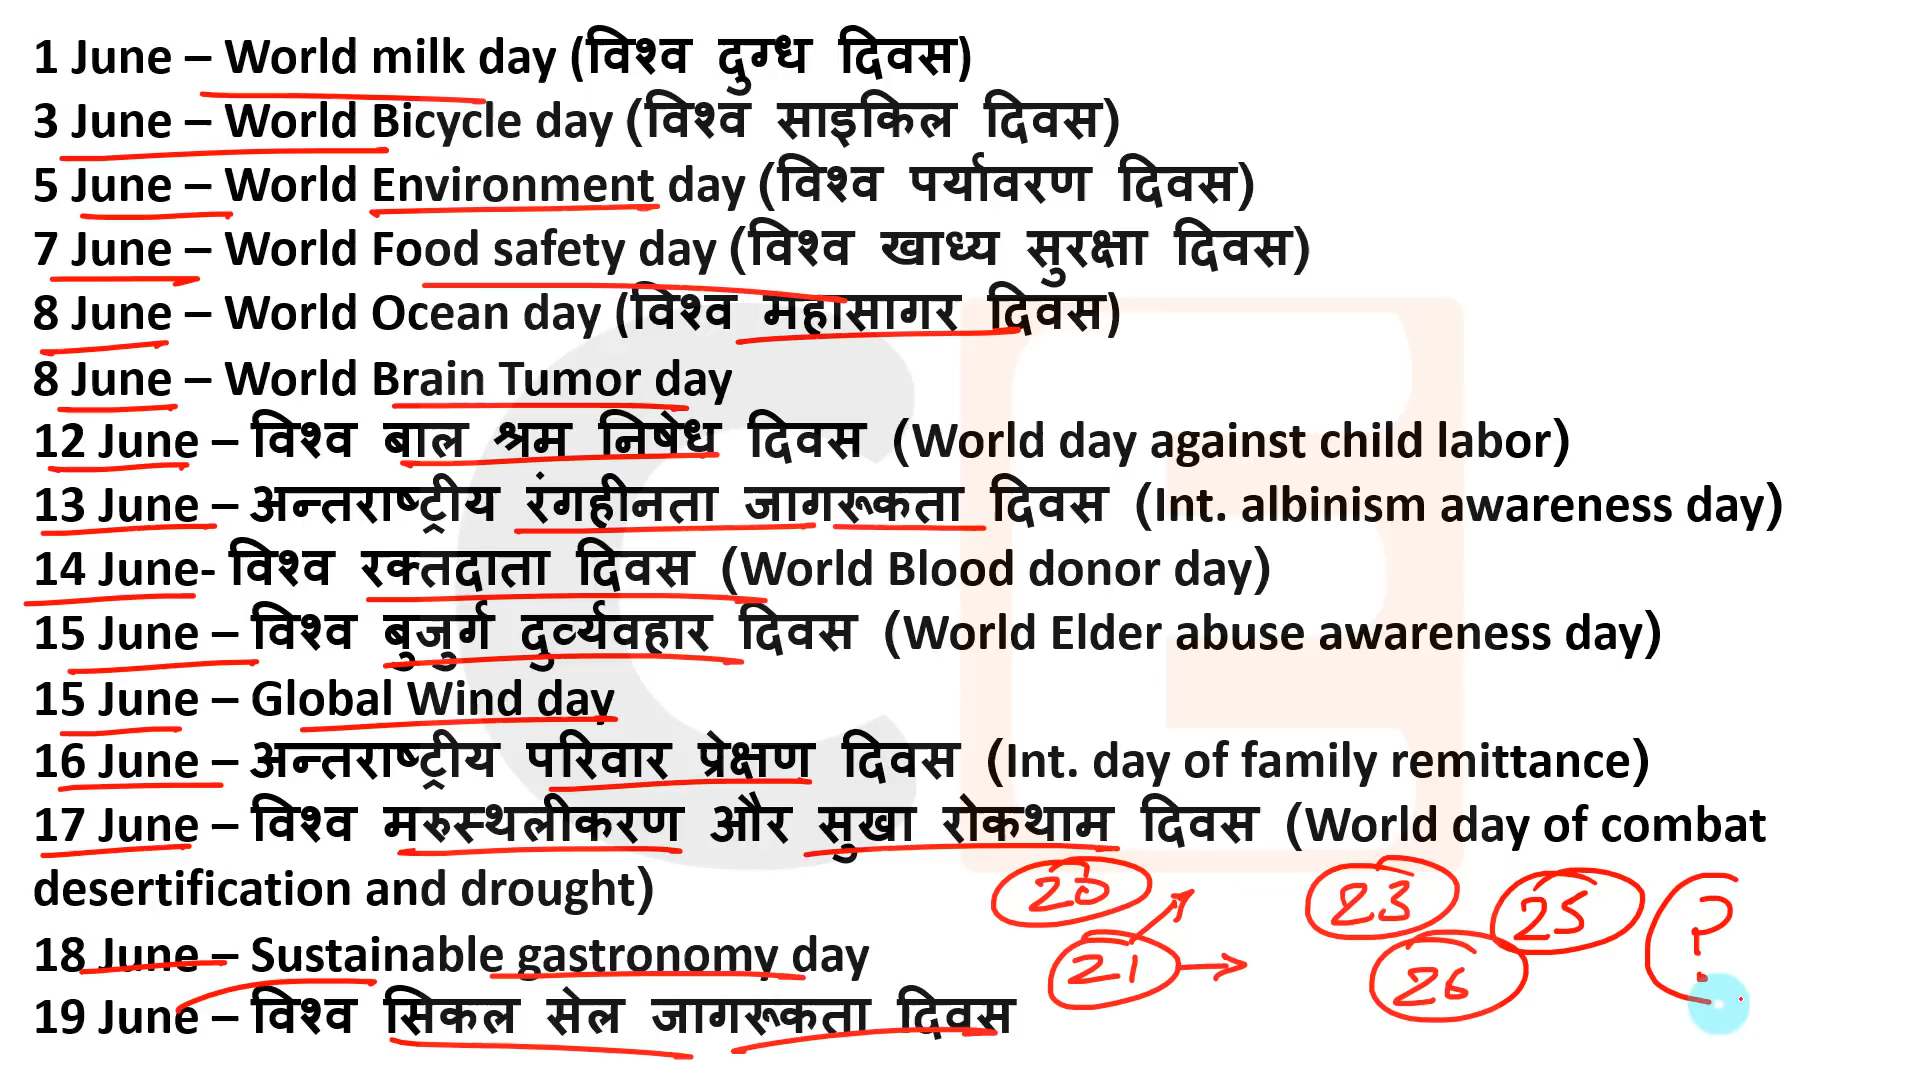 1 June – World milk day (विश्व दुग्ध दिवस)
3 June – World Bicycle day (विश्व साइकिल दिवस)
5 June – World Environment day (विश्व पर्यावरण दिवस)
7 June – World Food safety day (विश्व खाध्य सुरक्षा दिवस)
8 June – World Ocean day (विश्व महासागर दिवस)
8 June – World Brain Tumor day
12 June – विश्व बाल श्रम निषेध दिवस (World day against child labor)
13 June – अन्तराष्ट्रीय रंगहीनता जागरूकता दिवस (Int. albinism awareness day)
14 June- विश्व रक्तदाता दिवस (World Blood donor day)
15 June – विश्व बुजुर्ग दुर्व्यवहार दिवस (World Elder abuse awareness day)
15 June – Global Wind day
16 June – अन्तराष्ट्रीय परिवार प्रेक्षण दिवस (Int. day of family remittance)
17 June – विश्व मरुस्थलीकरण और सुखा रोकथाम दिवस (World day of combat
desertification and drought)
18 June – Sustainable gastronomy day
19 June – विश्व सिकल सेल जागरूकता दिवस
20 23 25 ?
21 26